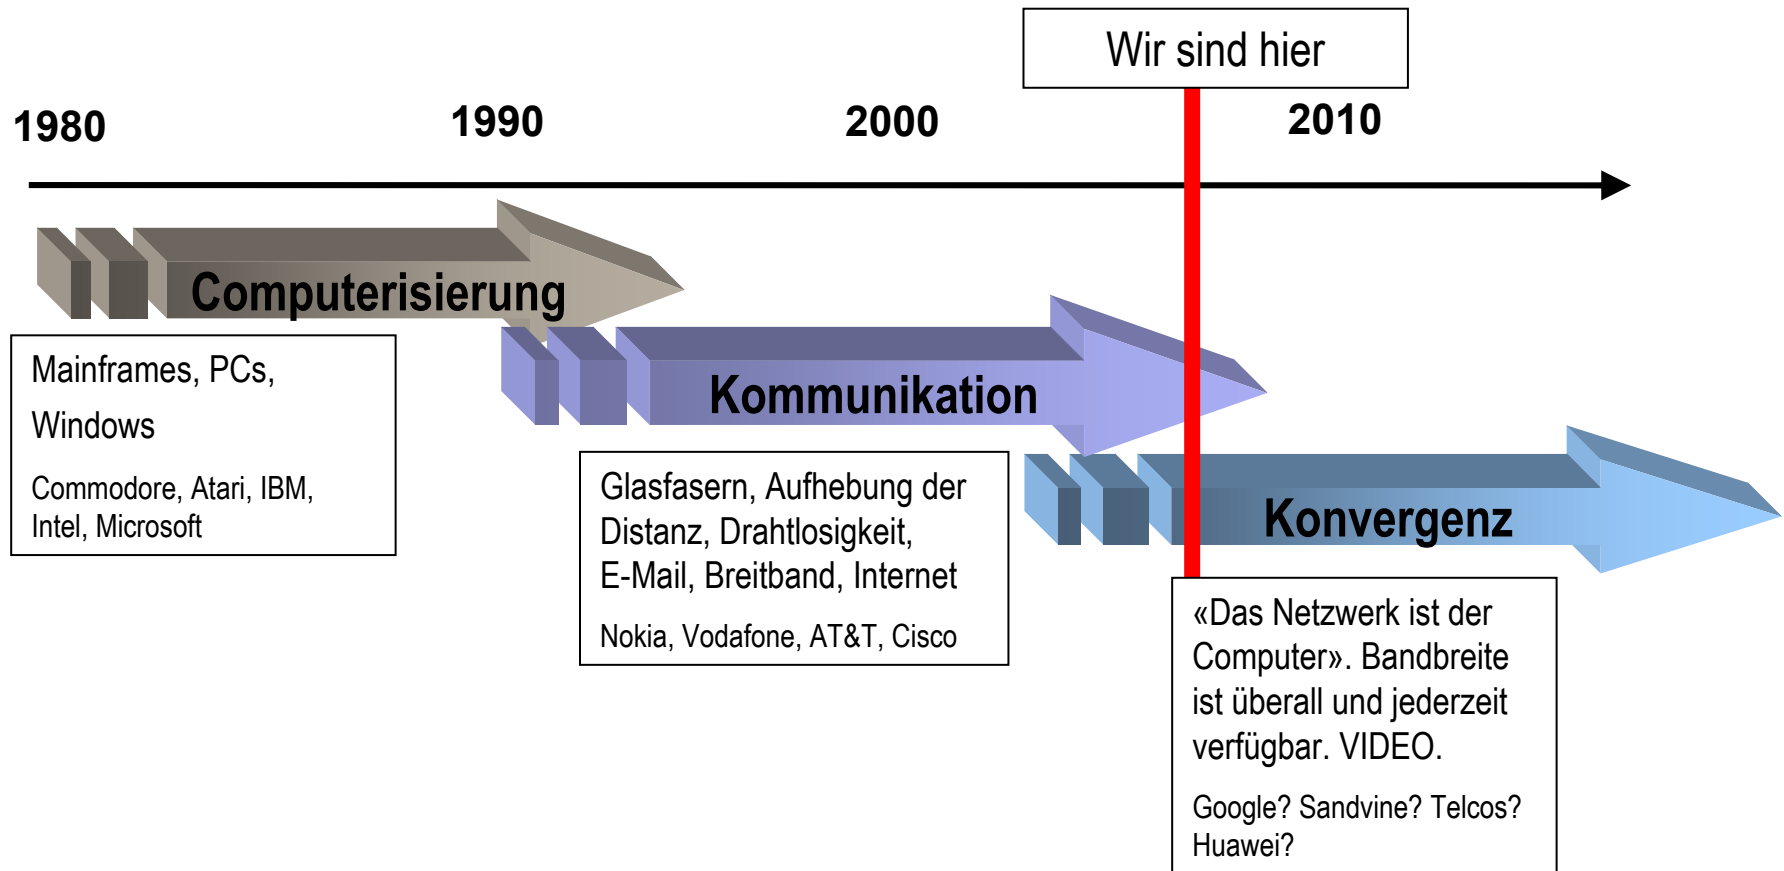 Wir sind hier
1980
1990
2000
2010
Computerisierung
Mainframes, PCs,
Windows
Commodore, Atari, IBM,
Intel, Microsoft
Kommunikation
Glasfasern, Aufhebung der
Distanz, Drahtlosigkeit,
E-Mail, Breitband, Internet
Nokia, Vodafone, AT&T, Cisco
Konvergenz
«Das Netzwerk ist der
Computer». Bandbreite
ist überall und jederzeit
verfügbar. VIDEO.
Google? Sandvine? Telcos?
Huawei?